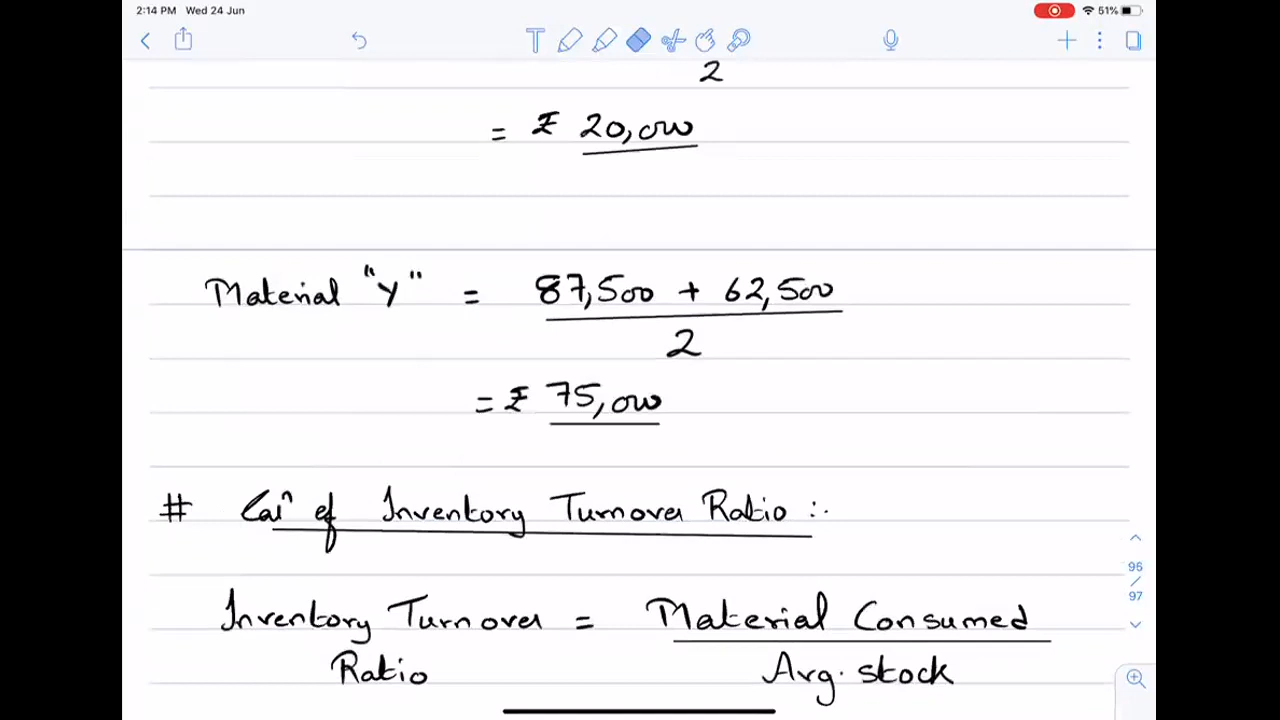 2:14 PM Wed 24 Jun 51%
T
2
= ₹ 20,000
Material "Y" = 87,500 + 62,500
2
= ₹ 75,000
# Calⁿ of Inventory Turnover Ratio :-
Inventory Turnover = Material Consumed
Ratio Avg. stock
96
/
97